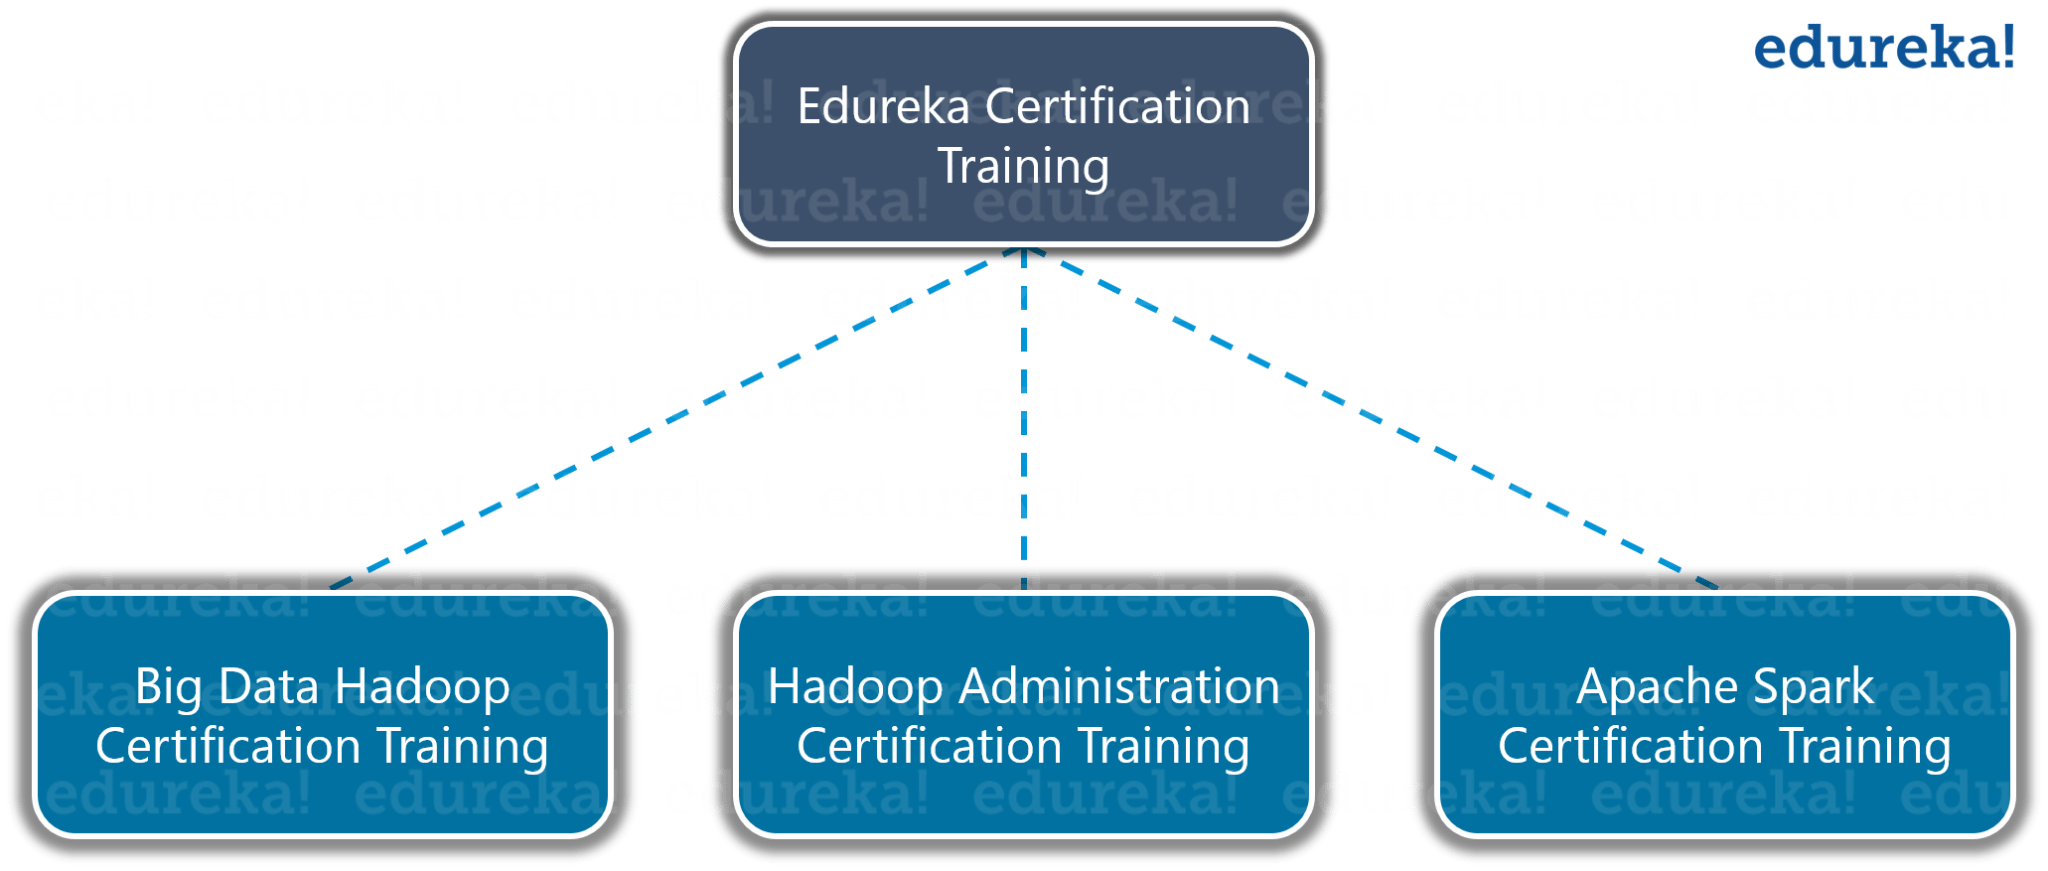 edureka!
Edureka Certification
Training
Big Data Hadoop
Certification Training
Hadoop Administration
Certification Training
Apache Spark
Certification Training